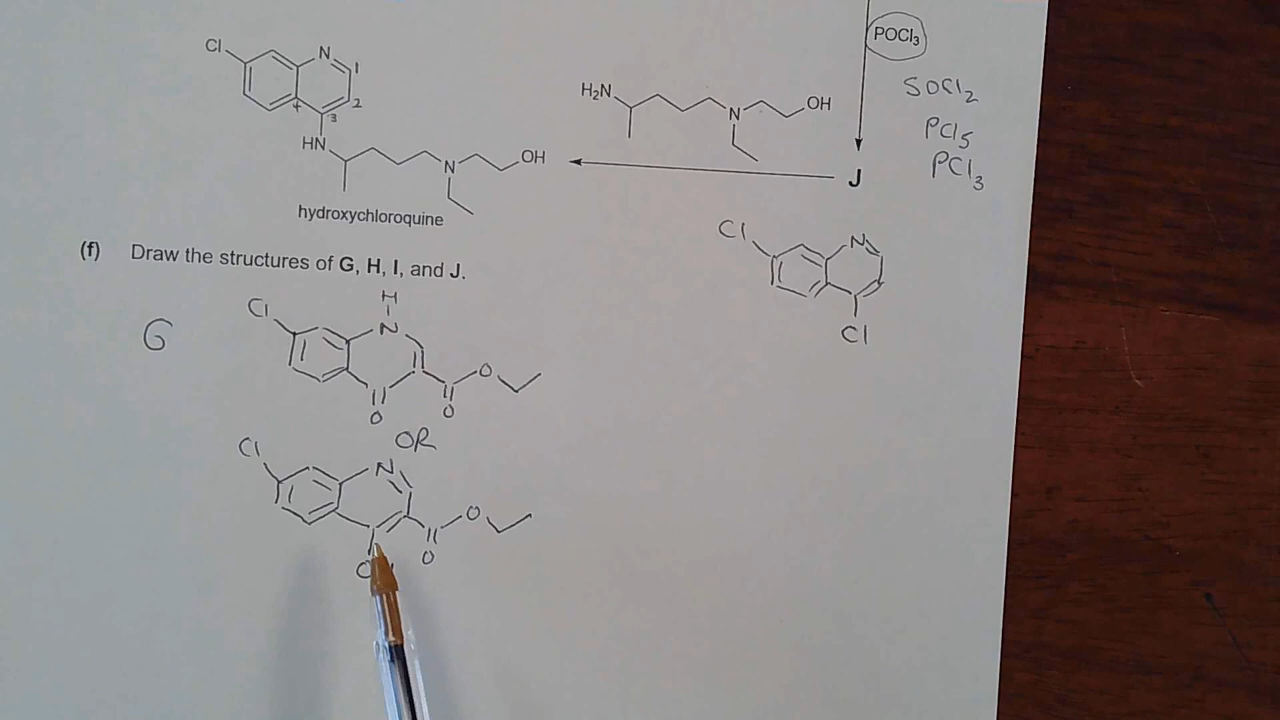 POCl3
Cl N 1
2
4 3
HN N OH
H2N N OH
SOCl2
PCl5
PCl3
J
hydroxychloroquine
(f) Draw the structures of G, H, I, and J.
Cl N
Cl
G
H
Cl N
O
O O
OR
Cl N
O
O